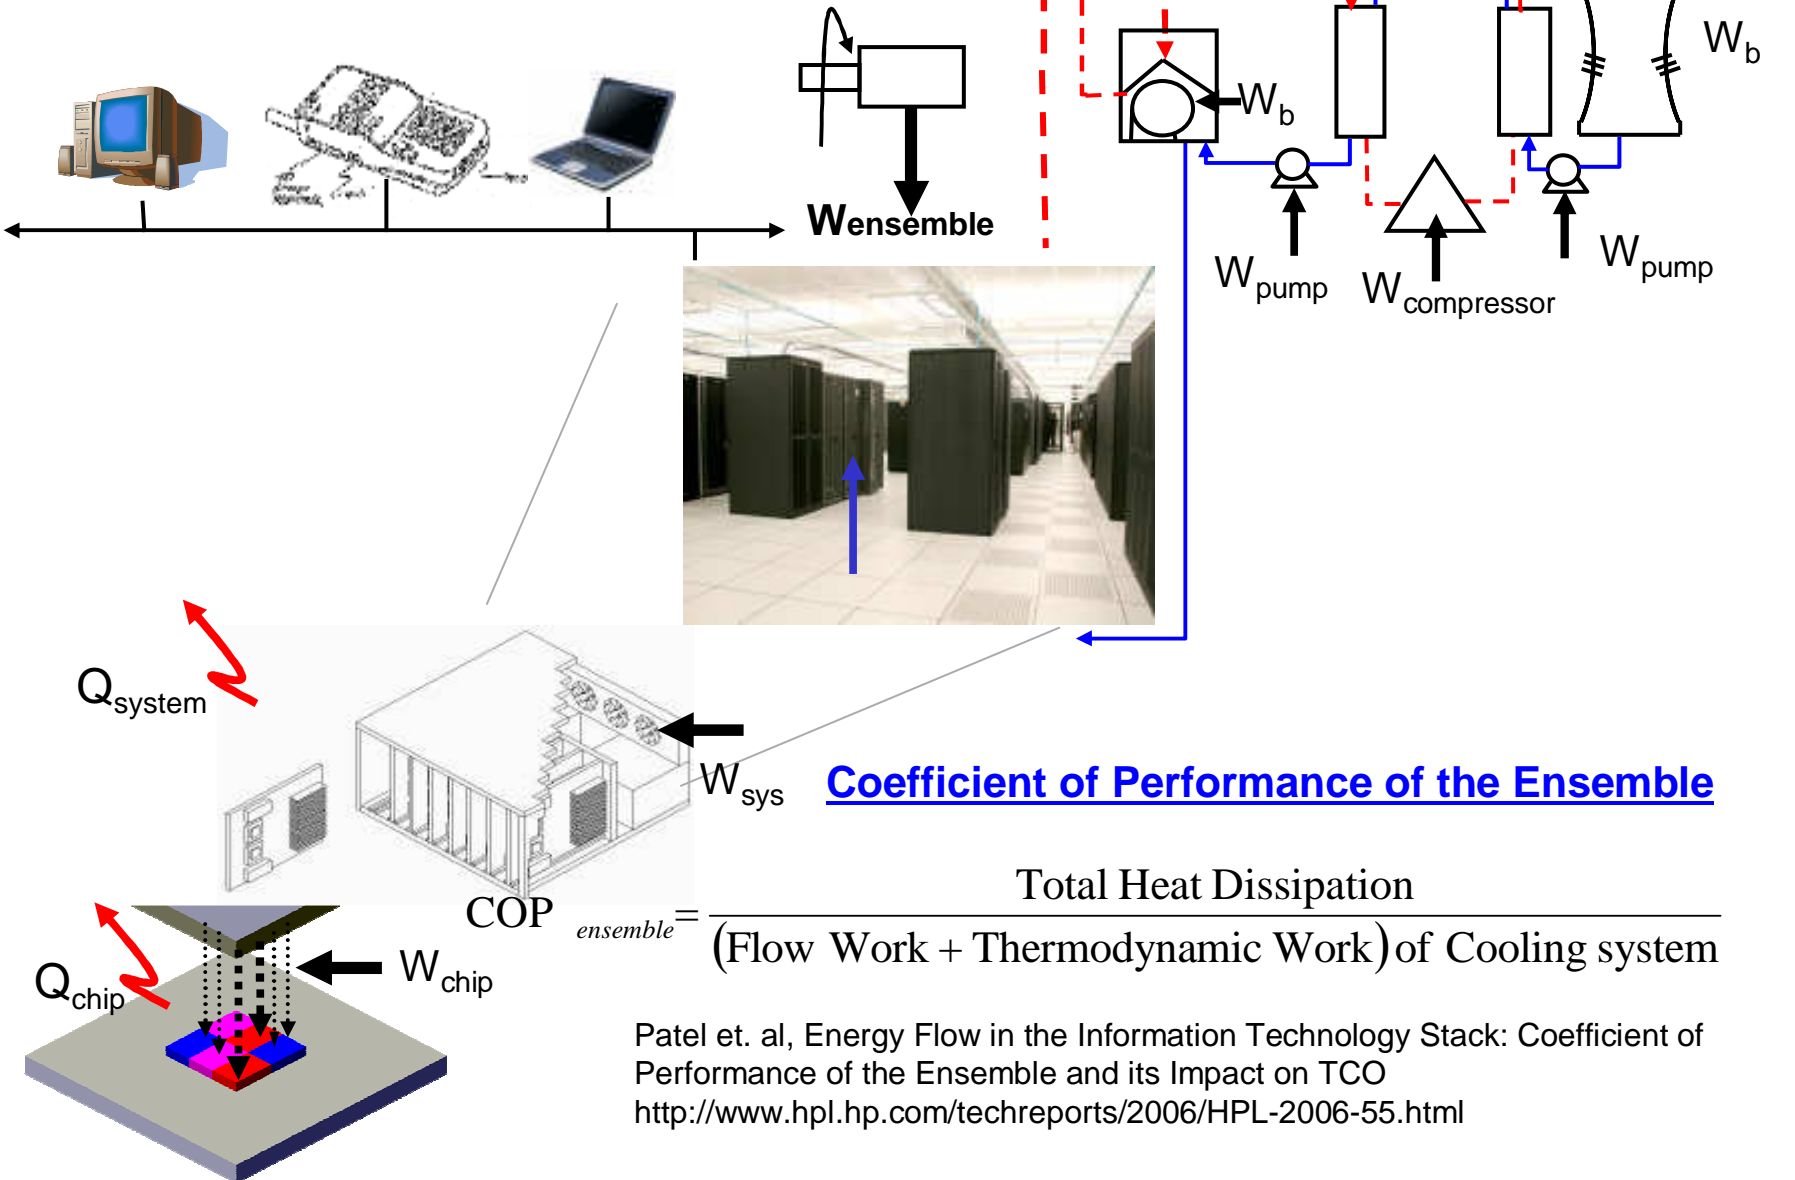 W_b
W_b
Wensemble
W_pump
W_compressor
W_pump
Q_system
W_sys
Coefficient of Performance of the Ensemble
COP ensemble = Total Heat Dissipation
(Flow Work + Thermodynamic Work) of Cooling system
W_chip
Q_chip
Patel et. al, Energy Flow in the Information Technology Stack: Coefficient of
Performance of the Ensemble and its Impact on TCO
http://www.hpl.hp.com/techreports/2006/HPL-2006-55.html